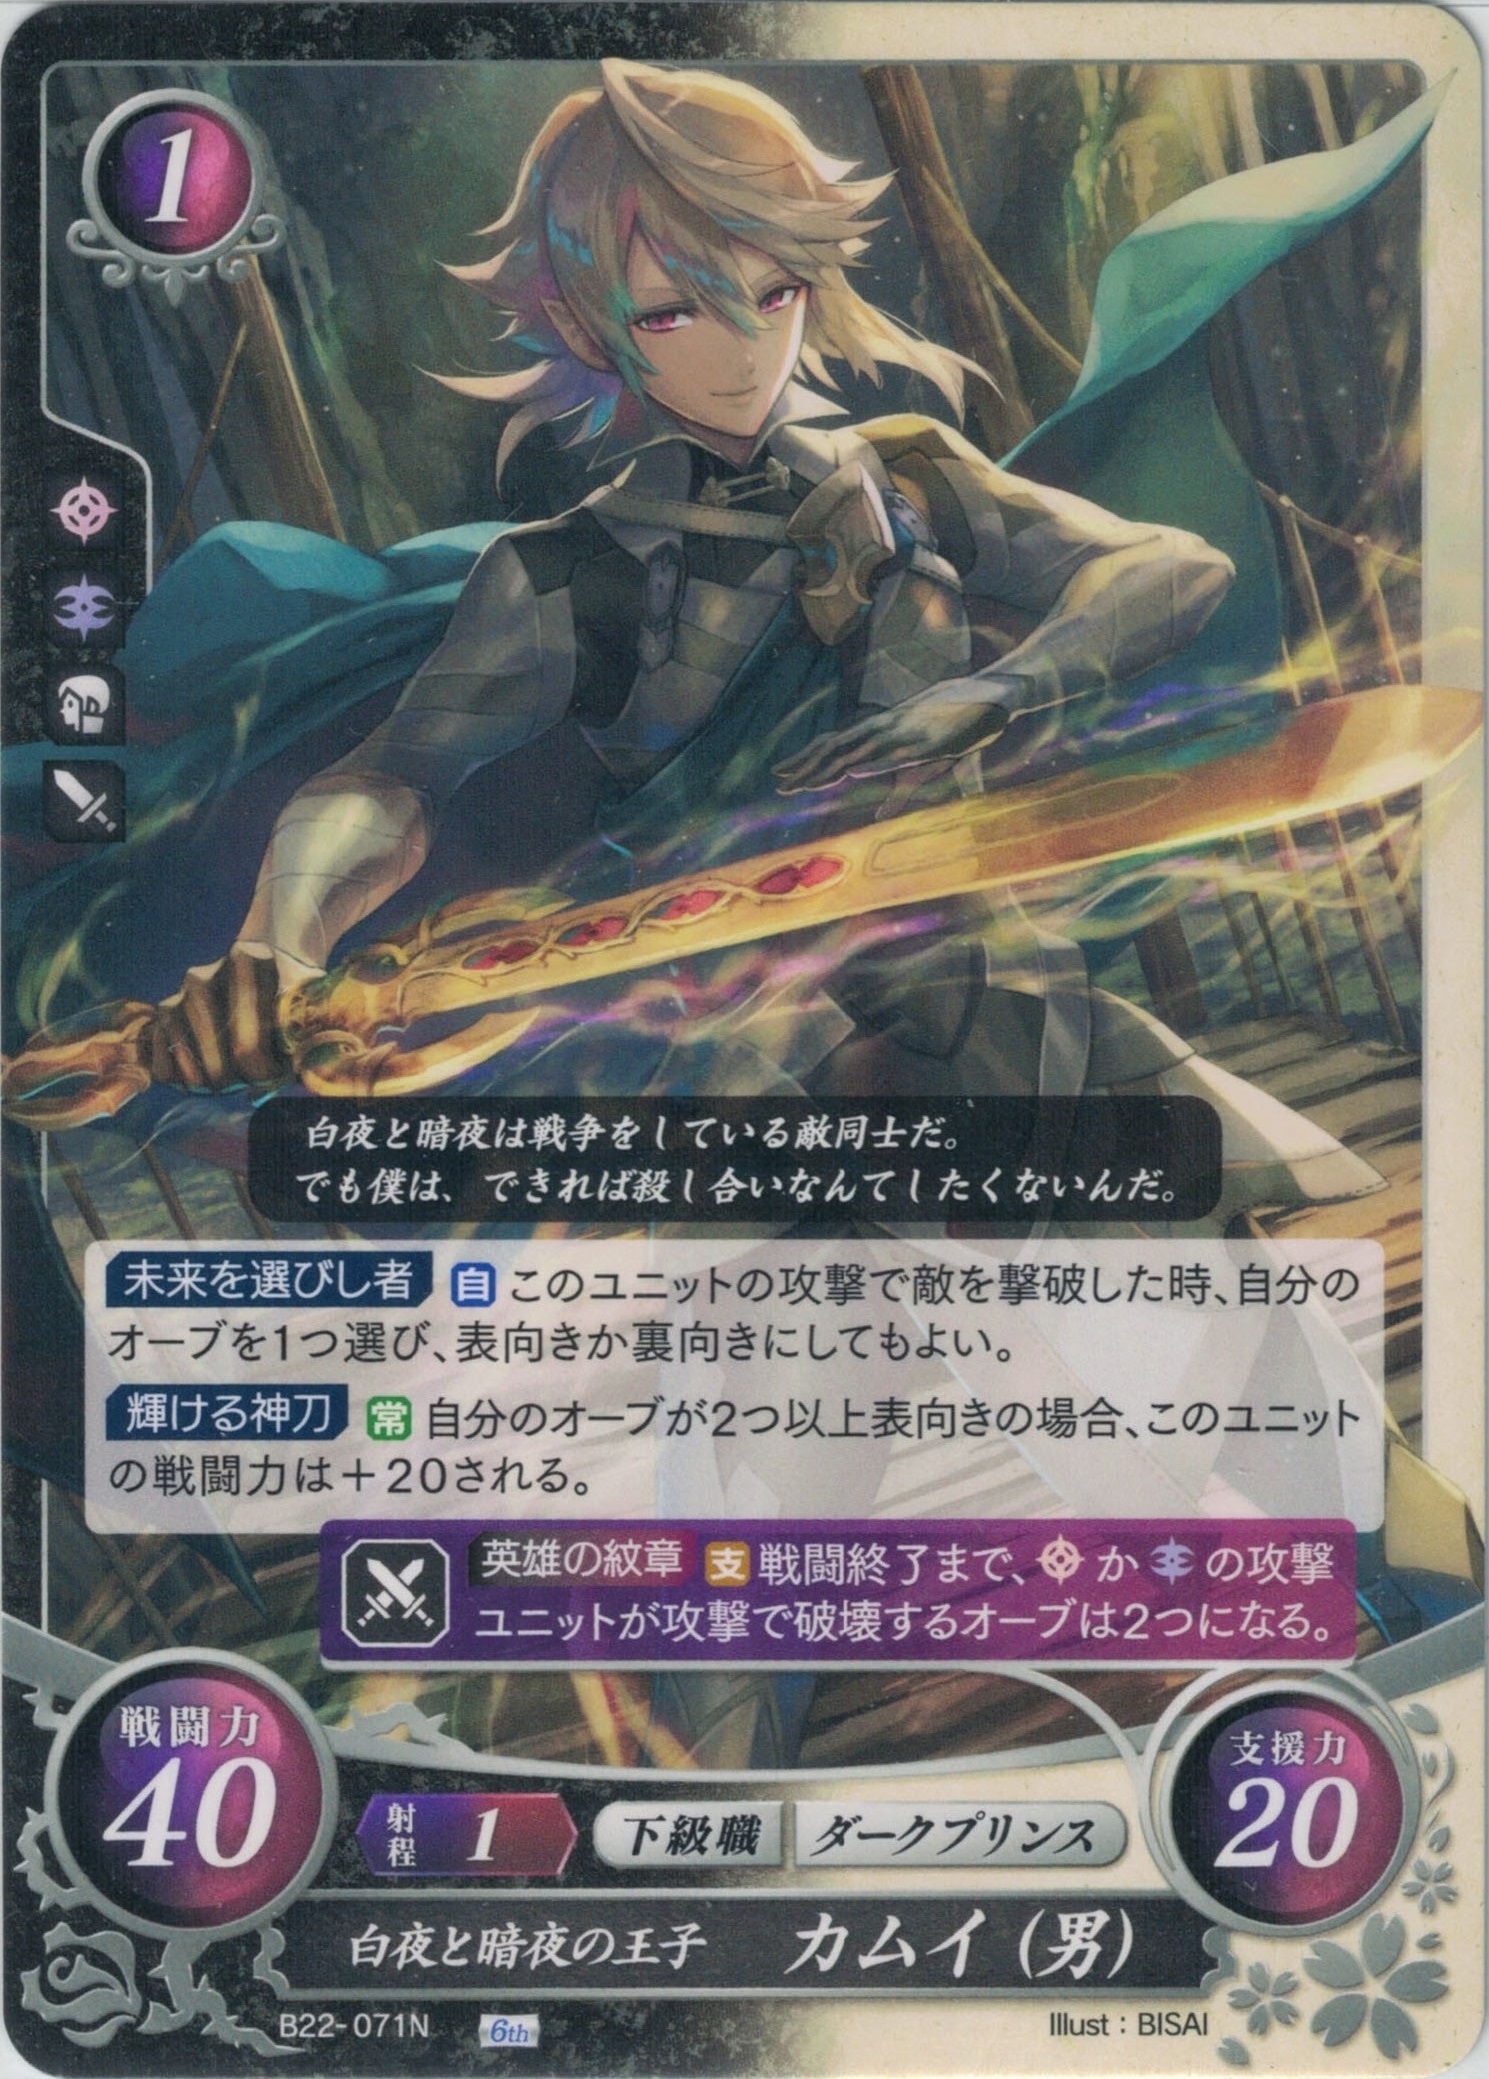 1
白夜と暗夜は戦争をしている敵同士だ。
でも僕は、できれば殺し合いなんてしたくないんだ。
未来を選びし者 自 このユニットの攻撃で敵を撃破した時、自分の
オーブを1つ選び、表向きか裏向きにしてもよい。
輝ける神刀 常 自分のオーブが2つ以上表向きの場合、このユニット
の戦闘力は＋20される。
英雄の紋章 支 戦闘終了まで、か の攻撃
ユニットが攻撃で破壊するオーブは2つになる。
戦闘力
40
射程 1
下級職 ダークプリンス
支援力
20
白夜と暗夜の王子 カムイ(男)
B22-071N 6th Illust：BISAI